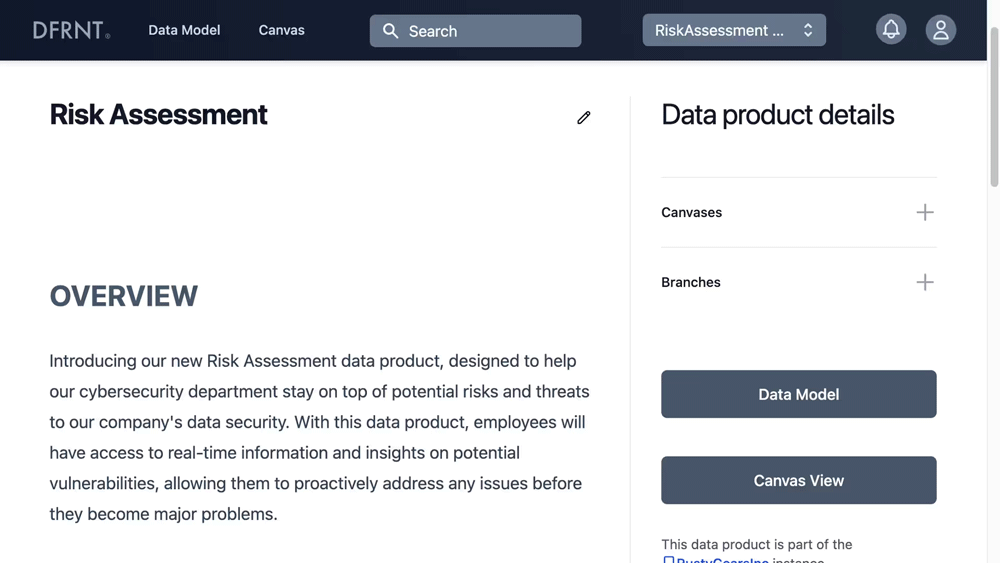 DFRNT®
Data Model
Canvas
Search
RiskAssessment ...
Risk Assessment
OVERVIEW
Introducing our new Risk Assessment data product, designed to help
our cybersecurity department stay on top of potential risks and threats
to our company's data security. With this data product, employees will
have access to real-time information and insights on potential
vulnerabilities, allowing them to proactively address any issues before
they become major problems.
Data product details
Canvases
Branches
Data Model
Canvas View
This data product is part of the
RustyGearsInc instance